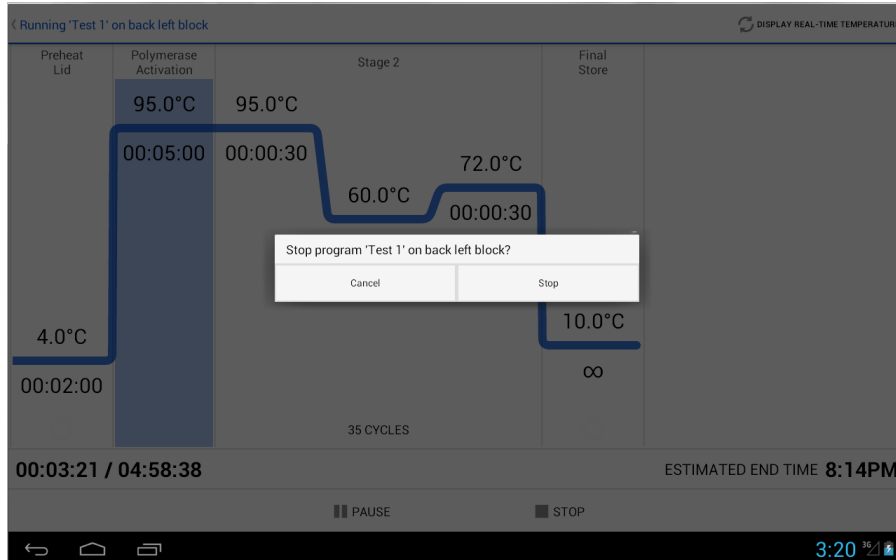 Running 'Test 1' on back left block
DISPLAY REAL-TIME TEMPERATUR
Preheat
Lid
Polymerase
Activation
Stage 2
Final
Store
95.0°C
95.0°C
00:05:00
00:00:30
72.0°C
60.0°C
00:00:30
Stop program 'Test 1' on back left block?
Cancel
Stop
10.0°C
4.0°C
∞
00:02:00
35 CYCLES
00:03:21 / 04:58:38
ESTIMATED END TIME 8:14PM
PAUSE
STOP
3:20
3G